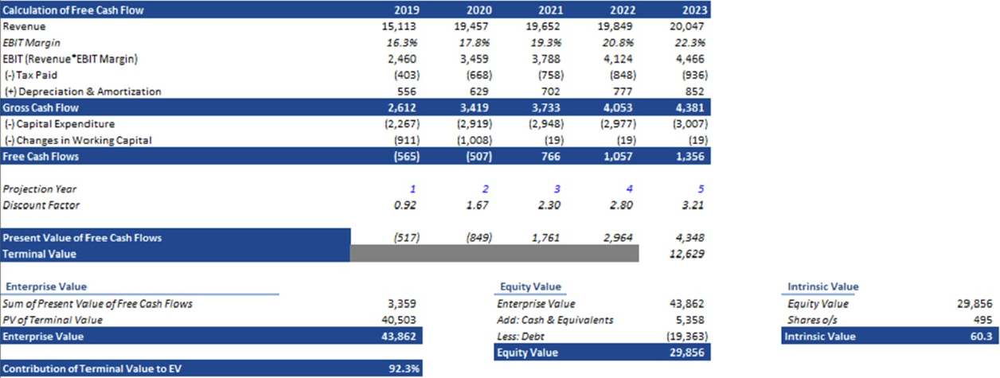 Calculation of Free Cash Flow 2019 2020 2021 2022 2023
Revenue 15,113 19,457 19,652 19,849 20,047
EBIT Margin 16.3% 17.8% 19.3% 20.8% 22.3%
EBIT (Revenue*EBIT Margin) 2,460 3,459 3,788 4,124 4,466
(-) Tax Paid (403) (668) (758) (848) (936)
(+) Depreciation & Amortization 556 629 702 777 852
Gross Cash Flow 2,612 3,419 3,733 4,053 4,381
(-) Capital Expenditure (2,267) (2,919) (2,948) (2,977) (3,007)
(-) Changes in Working Capital (911) (1,008) (19) (19) (19)
Free Cash Flows (565) (507) 766 1,057 1,356
Projection Year 1 2 3 4 5
Discount Factor 0.92 1.67 2.30 2.80 3.21
Present Value of Free Cash Flows (517) (849) 1,761 2,964 4,348
Terminal Value 12,629
Enterprise Value Equity Value Intrinsic Value
Sum of Present Value of Free Cash Flows 3,359 Enterprise Value 43,862 Equity Value 29,856
PV of Terminal Value 40,503 Add: Cash & Equivalents 5,358 Shares o/s 495
Enterprise Value 43,862 Less: Debt (19,363) Intrinsic Value 60.3
Equity Value 29,856
Contribution of Terminal Value to EV 92.3%